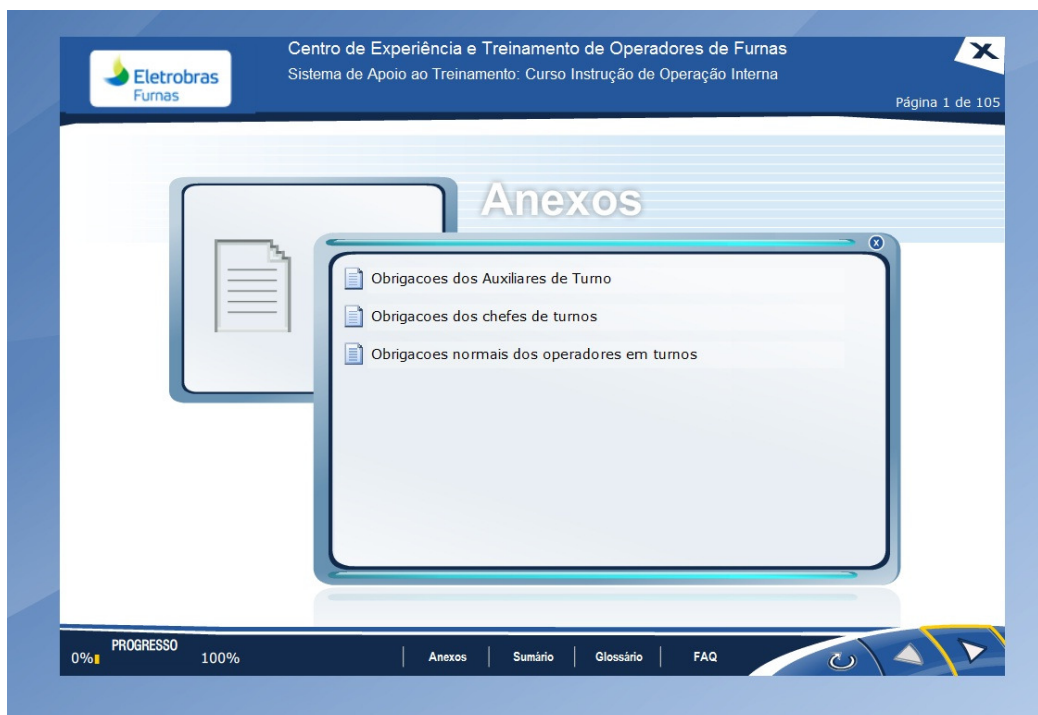 Centro de Experiência e Treinamento de Operadores de Furnas
Eletrobras
Furnas
Sistema de Apoio ao Treinamento: Curso Instrução de Operação Interna
X
Página 1 de 105
Anexos
X
Obrigacoes dos Auxiliares de Turno
Obrigacoes dos chefes de turnos
Obrigacoes normais dos operadores em turnos
PROGRESSO
0% 100%
Anexos | Sumário | Glossário | FAQ